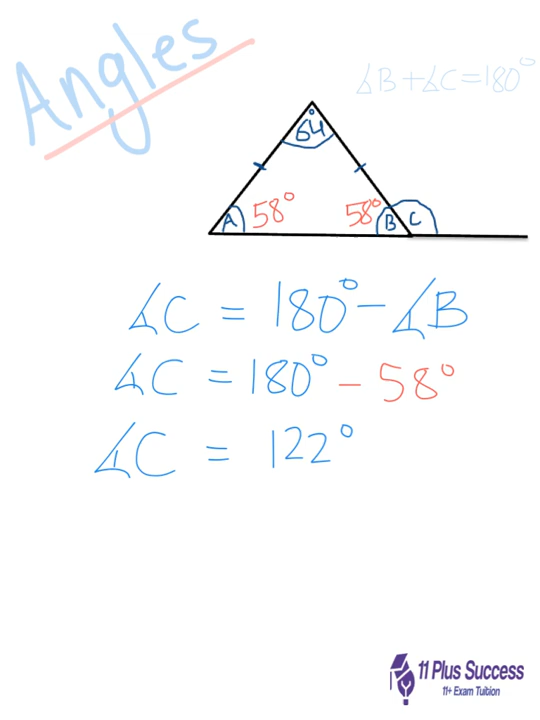 Angles
∡B + ∡C = 180°
64°
A 58° 58° B C
∡C = 180° - ∡B
∡C = 180° - 58°
∡C = 122°
11 Plus Success
11+ Exam Tuition